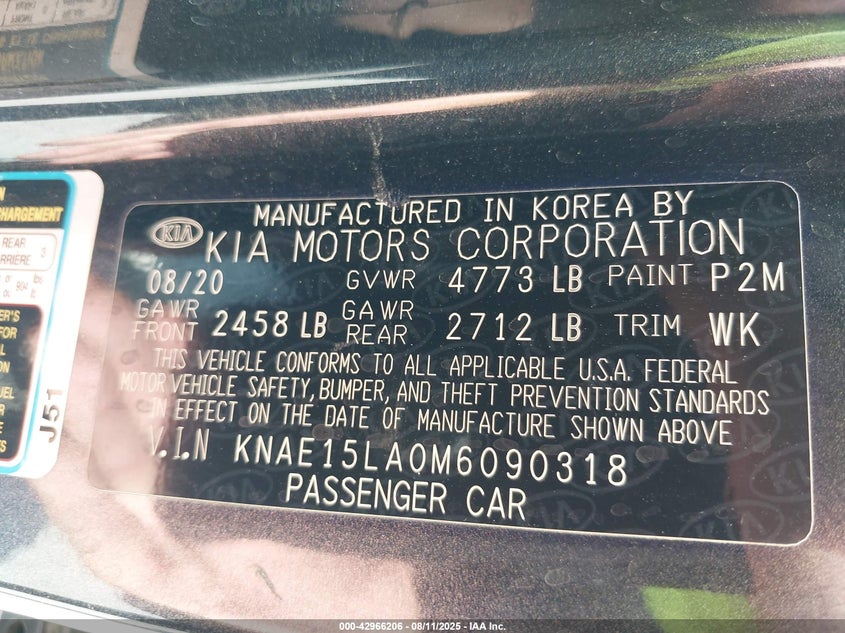 MANUFACTURED IN KOREA BY
KIA
KIA MOTORS CORPORATION
08/20 GVWR 4773 LB PAINT P2M
GAWR FRONT 2458 LB GAWR REAR 2712 LB TRIM WK
THIS VEHICLE CONFORMS TO ALL APPLICABLE U.S.A. FEDERAL
MOTOR VEHICLE SAFETY, BUMPER, AND THEFT PREVENTION STANDARDS
IN EFFECT ON THE DATE OF MANUFACTURE SHOWN ABOVE
V.I.N KNAE15LA0M6090318
PASSENGER CAR
CHARGEMENT
REAR 3
J51
000-42966206 - 08/11/2025 - IAA Inc.